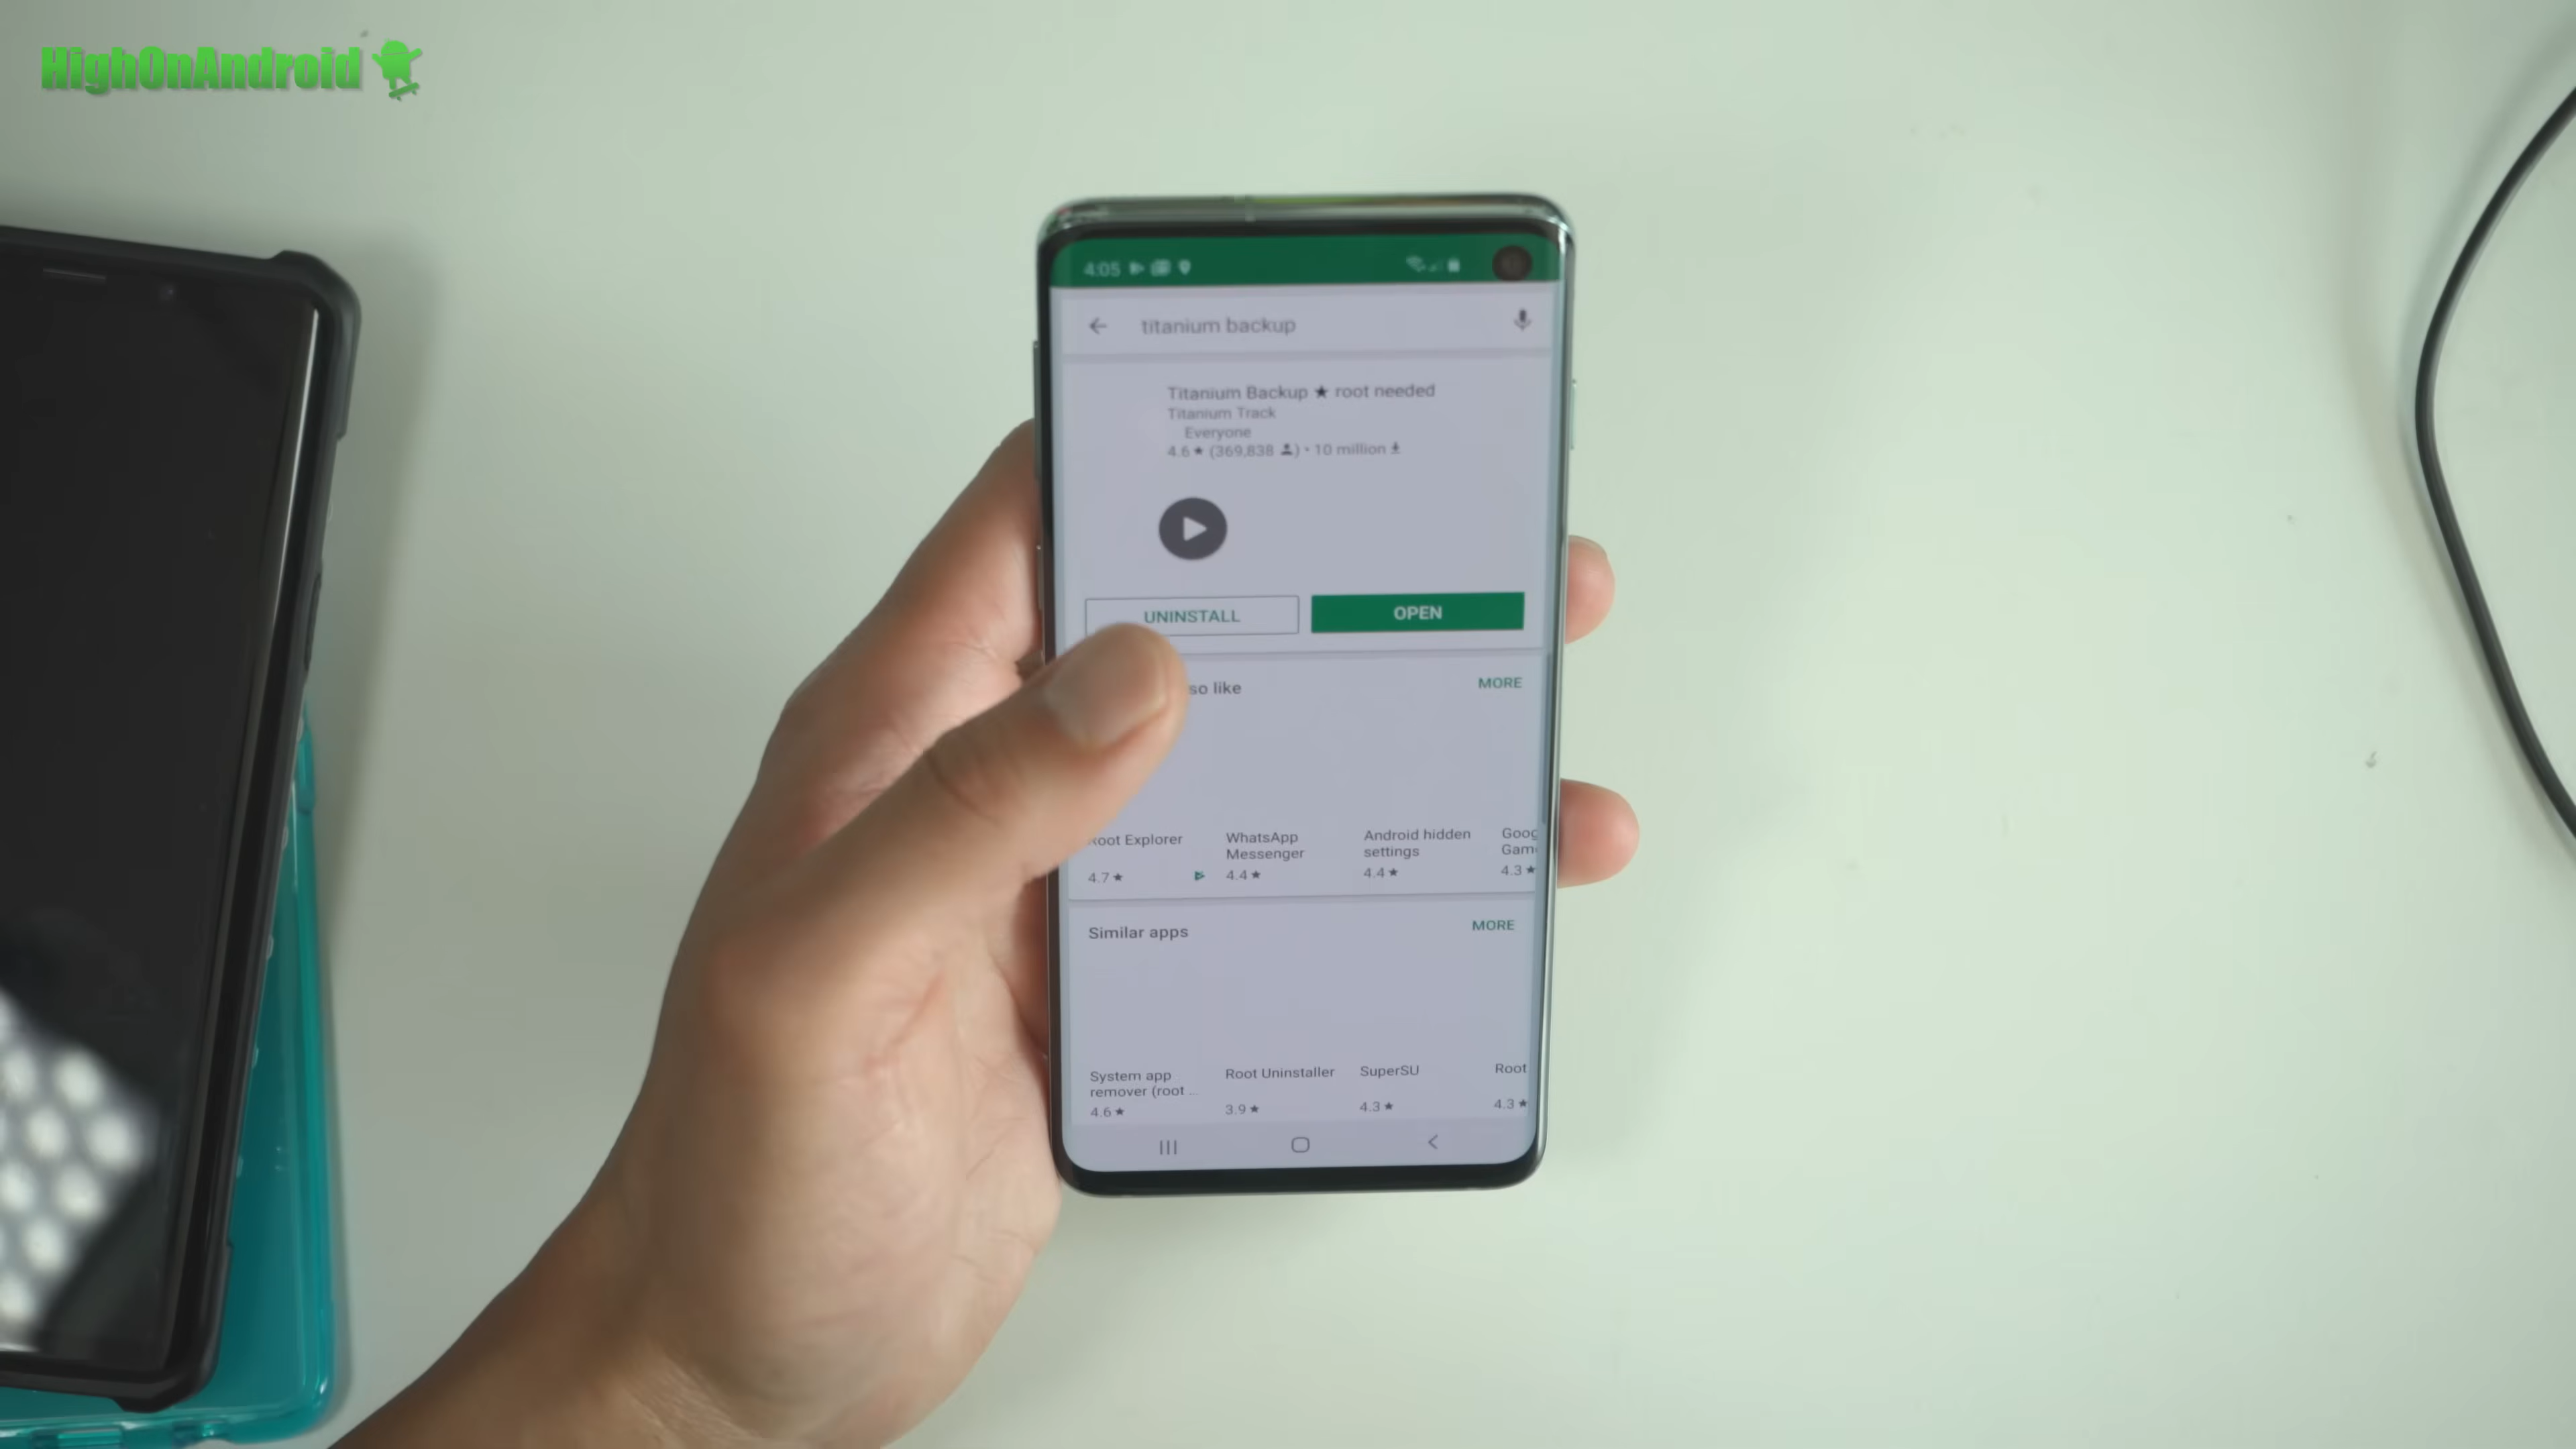 HighOnAndroid
4:05
titanium backup
Titanium Backup ★ root needed
Titanium Track
Everyone
4.6 ★ (369,838) • 10 million
UNINSTALL
OPEN
so like
MORE
Root Explorer
WhatsApp
Messenger
Android hidden
settings
Goog
Gam
4.7 ★
4.4 ★
4.4 ★
4.3 ★
Similar apps
MORE
System app
remover (root ...
Root Uninstaller
SuperSU
Root
4.6 ★
3.9 ★
4.3 ★
4.3 ★